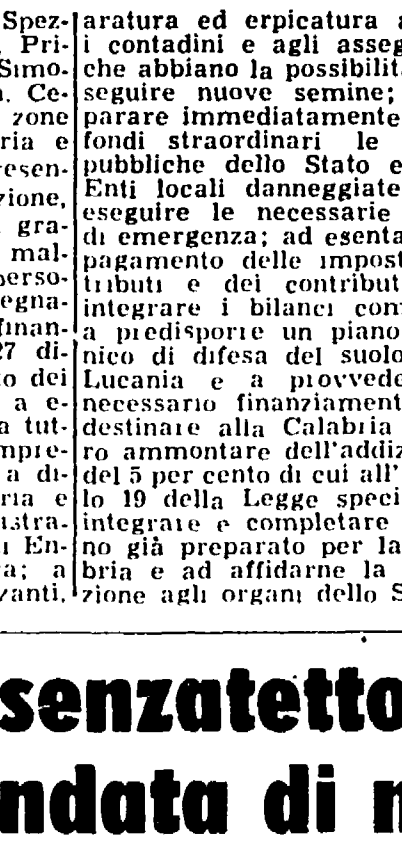 Spez-
Pri-
Simo-
Ce-
zone
ria e
resen-
zione,
gra-
mal-
perso-
egna-
finan-
27 di-
to dei
a e-
a tut-
mpre-
a di-
ria e
istra-
i En-
ra; a
vanti,
aratura ed erpicatura a
i contadini e agli asseg
che abbiano la possibilit
seguire nuove semine;
parare immediatamente
fondi straordinari le
pubbliche dello Stato e
Enti locali danneggiate
eseguire le necessarie
di emergenza; ad esenta
pagamento delle impost
tributi e dei contribut
integrare i bilanci com
a predisporre un piano
nico di difesa del suolo
Lucania e a provvede
necessario finanziament
destinare alla Calabria
ro ammontare dell'addiz
del 5 per cento di cui all'
lo 19 della Legge speci
integrare e completare
no già preparato per la
bria e ad affidarne la
zione agli organi dello S
senzatetto
ndata di n